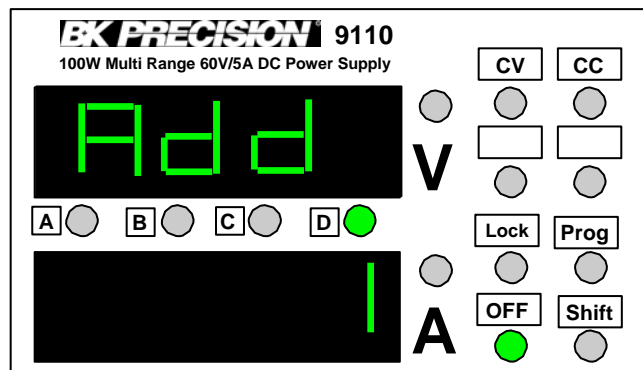 BK PRECISION® 9110
100W Multi Range 60V/5A DC Power Supply
CV CC
Add
V
A B C D
Lock Prog
1
A
OFF Shift